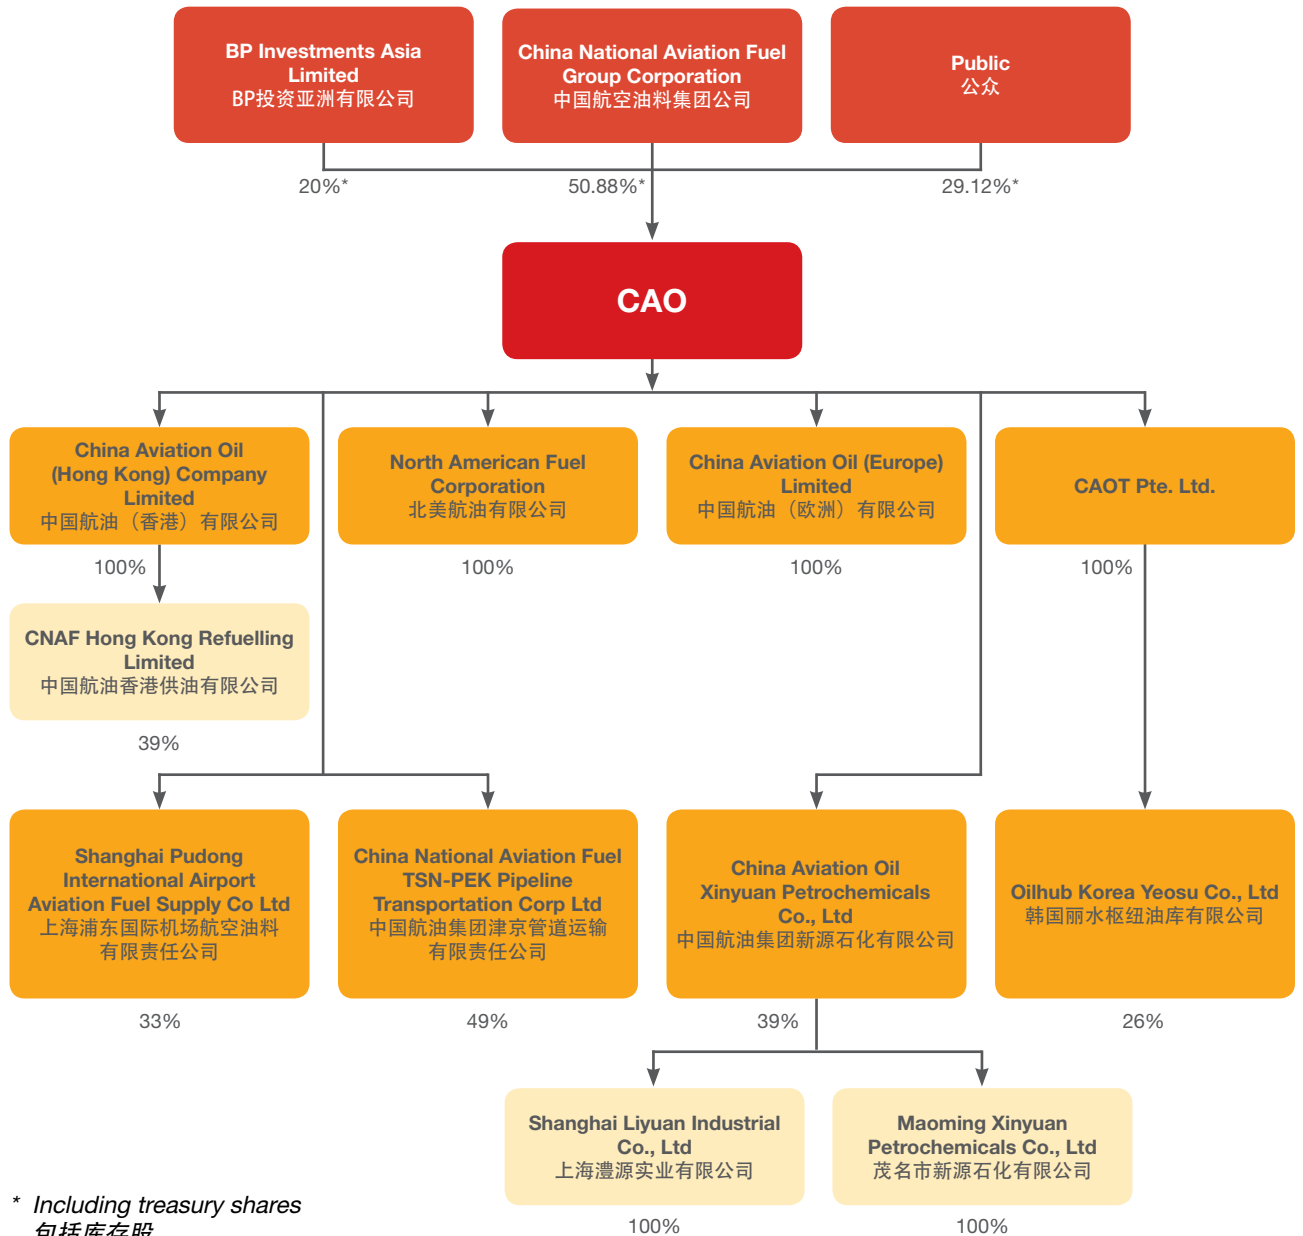 BP Investments Asia
Limited
BP投资亚洲有限公司
China National Aviation Fuel
Group Corporation
中国航空油料集团公司
Public
公众
20%*
50.88%*
29.12%*
CAO
China Aviation Oil
(Hong Kong) Company
Limited
中国航油（香港）有限公司
North American Fuel
Corporation
北美航油有限公司
China Aviation Oil (Europe)
Limited
中国航油（欧洲）有限公司
CAOT Pte. Ltd.
100%
100%
100%
100%
CNAF Hong Kong Refuelling
Limited
中国航油香港供油有限公司
39%
Shanghai Pudong
International Airport
Aviation Fuel Supply Co Ltd
上海浦东国际机场航空油料
有限责任公司
China National Aviation Fuel
TSN-PEK Pipeline
Transportation Corp Ltd
中国航油集团津京管道运输
有限责任公司
China Aviation Oil
Xinyuan Petrochemicals
Co., Ltd
中国航油集团新源石化有限公司
Oilhub Korea Yeosu Co., Ltd
韩国丽水枢纽油库有限公司
33%
49%
39%
26%
Shanghai Liyuan Industrial
Co., Ltd
上海澧源实业有限公司
Maoming Xinyuan
Petrochemicals Co., Ltd
茂名市新源石化有限公司
100%
100%
* Including treasury shares
包括库存股